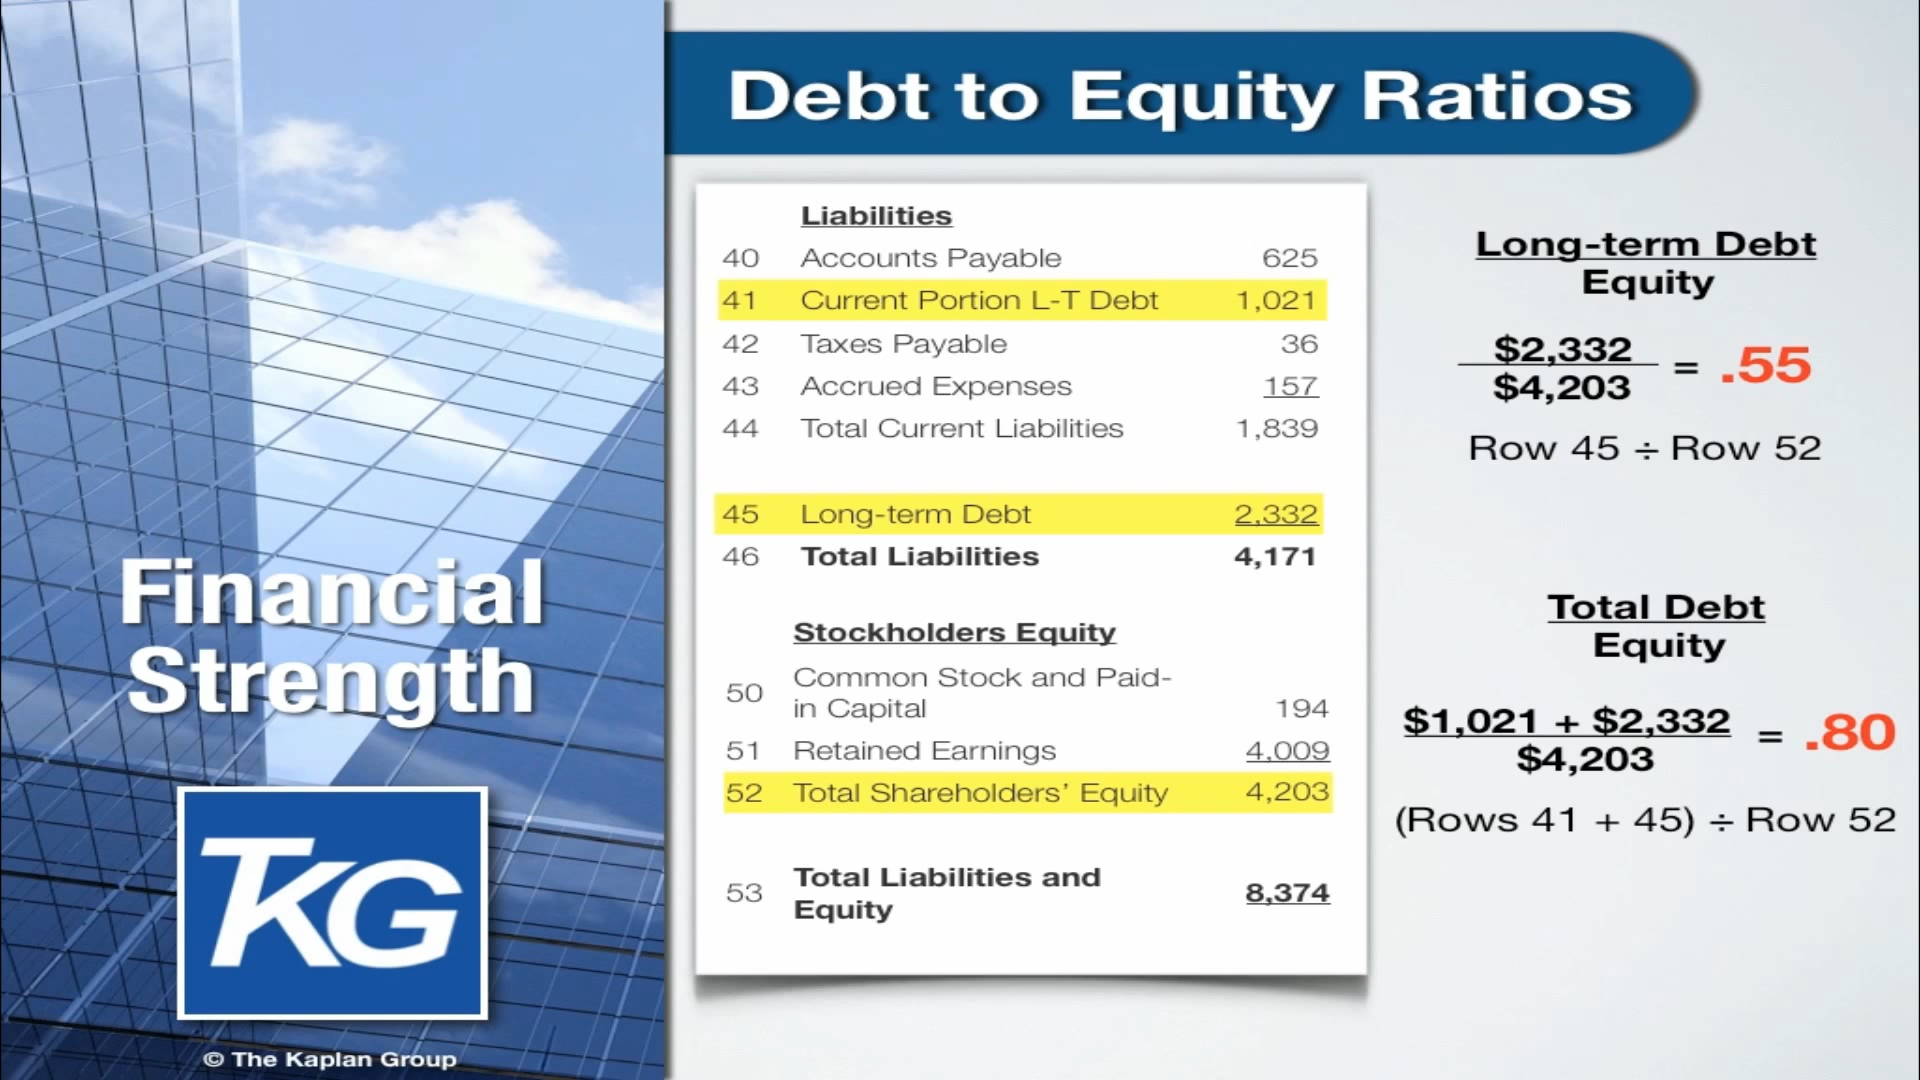 Debt to Equity Ratios
Liabilities
40 Accounts Payable 625
41 Current Portion L-T Debt 1,021
42 Taxes Payable 36
43 Accrued Expenses 157
44 Total Current Liabilities 1,839
45 Long-term Debt 2,332
46 Total Liabilities 4,171
Stockholders Equity
50 Common Stock and Paid-
in Capital 194
51 Retained Earnings 4,009
52 Total Shareholders’ Equity 4,203
53 Total Liabilities and
Equity 8,374
Long-term Debt
Equity
$2,332
$4,203
= .55
Row 45 ÷ Row 52
Total Debt
Equity
$1,021 + $2,332
$4,203
= .80
(Rows 41 + 45) ÷ Row 52
Financial
Strength
TKG
© The Kaplan Group